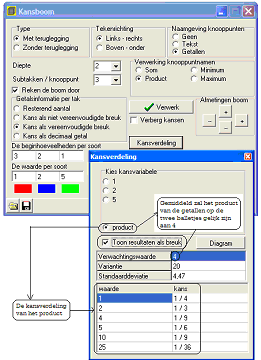 Kansboom
Type
Met teruglegging
Zonder teruglegging
Tekenrichting
Links - rechts
Boven - onder
Naamgeving knooppunten
Geen
Tekst
Getallen
Diepte
2
Subtakken / knooppunt
3
Reken de boom door
Verwerking knooppuntnamen
Som
Minimum
Product
Maximum
Getalsinformatie per tak
Resterend aantal
Kans als niet vereenvoudigde breuk
Kans als vereenvoudigde breuk
Kans als decimaal getal
Verwerk
Verberg kansen
Kansverdeling
Afmetingen boom
+
-
-
+
De beginhoeveelheden per soort
3
2
1
De waarde per soort
1
2
5
Kansverdeling
Kies kansvariabele
1
2
5
product
Gemiddeld zal het product
van de getallen op de
twee balletjes gelijk zijn
aan 4
Toon resultaten als breuk
Diagram
Verwachtingswaarde
4
Variantie
20
Standaarddeviatie
4,47
De kansverdeling
van het product
waarde
kans
1
1 / 4
2
1 / 3
4
1 / 9
5
1 / 6
10
1 / 9
25
1 / 36